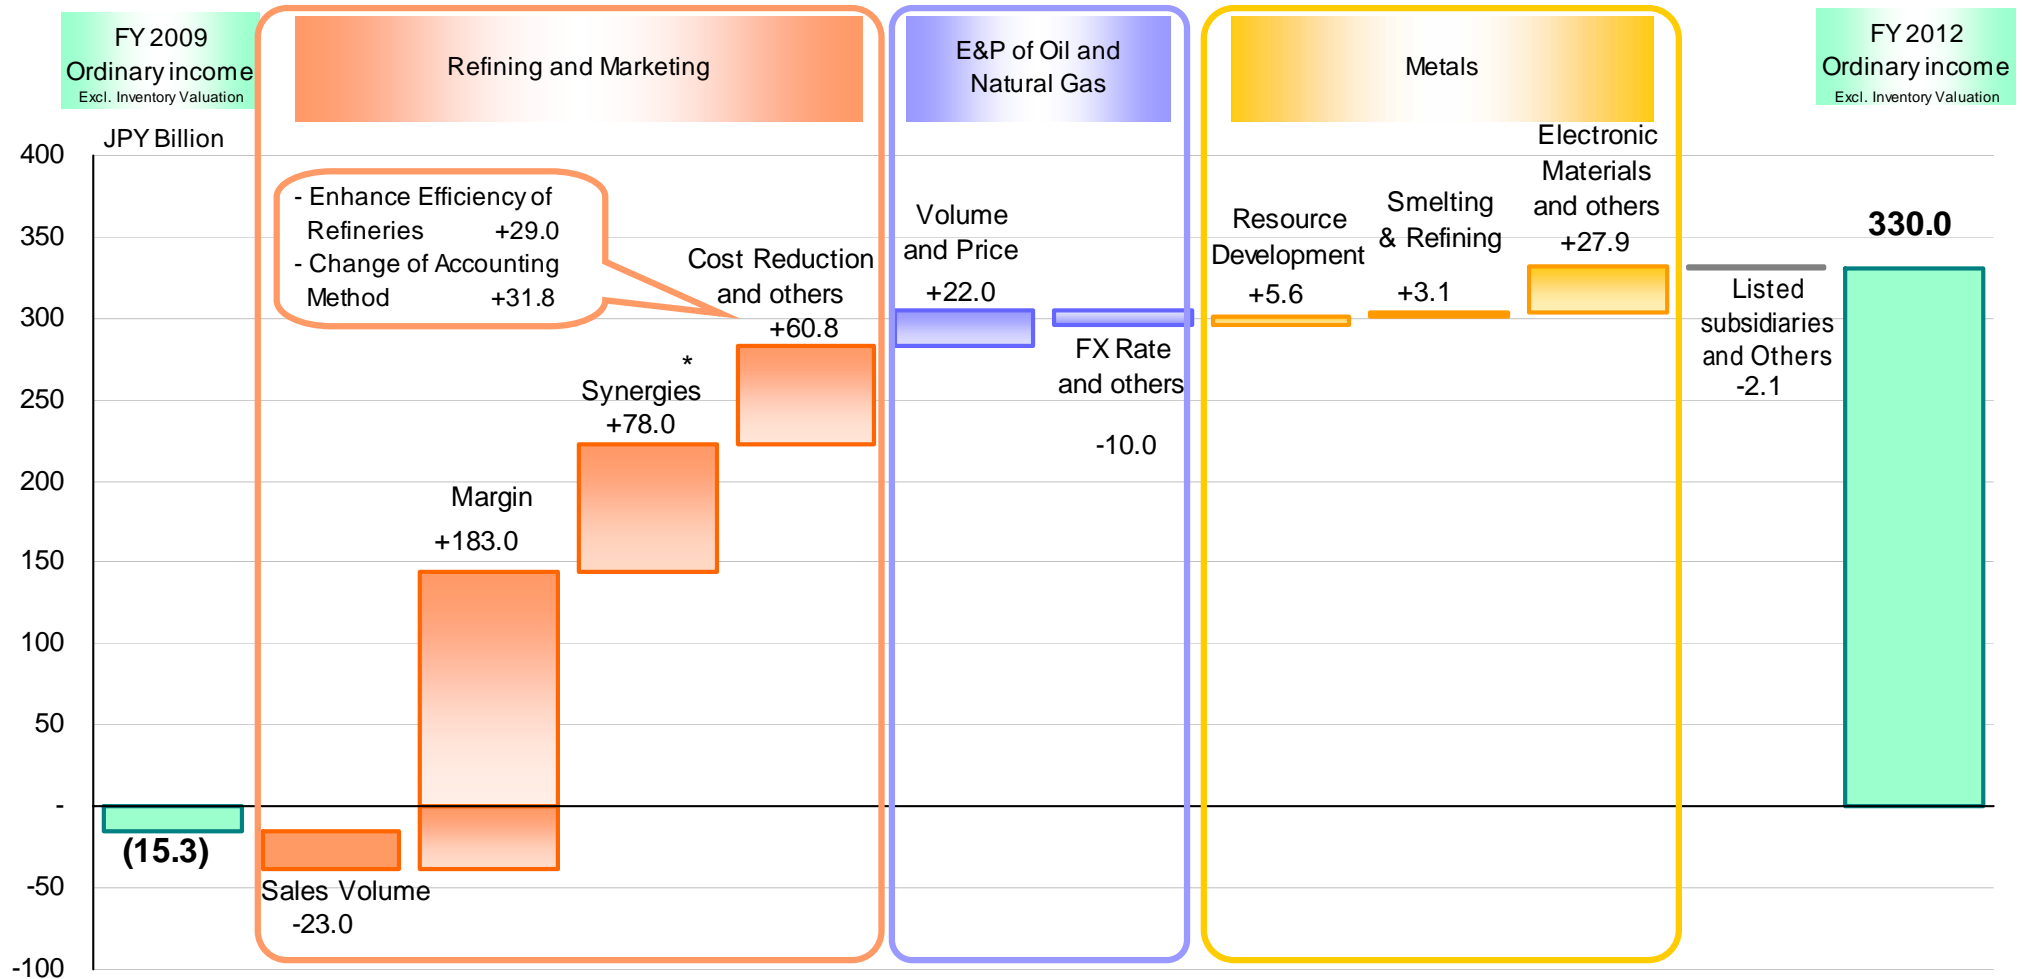 FY 2009
Ordinary income
Excl. Inventory Valuation
Refining and Marketing
E&P of Oil and
Natural Gas
Metals
FY 2012
Ordinary income
Excl. Inventory Valuation
JPY Billion
400
350
300
250
200
150
100
50
-
-50
-100
(15.3)
Sales Volume
-23.0
Margin
+183.0
*
Synergies
+78.0
- Enhance Efficiency of
Refineries +29.0
- Change of Accounting
Method +31.8
Cost Reduction
and others
+60.8
Volume
and Price
+22.0
FX Rate
and others
-10.0
Resource
Development
+5.6
Smelting
& Refining
+3.1
Electronic
Materials
and others
+27.9
Listed
subsidiaries
and Others
-2.1
330.0